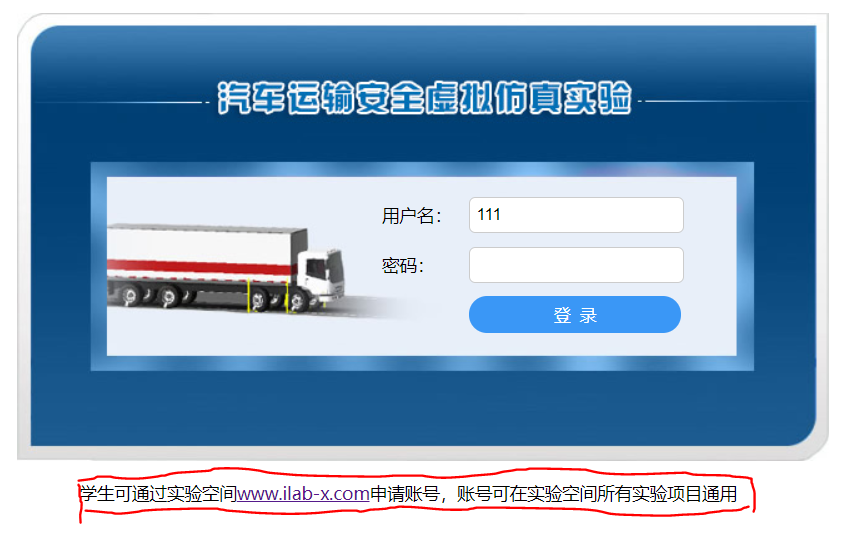 汽车运输安全虚拟仿真实验
用户名： 111
密码：
登 录
学生可通过实验空间www.ilab-x.com申请账号，账号可在实验空间所有实验项目通用